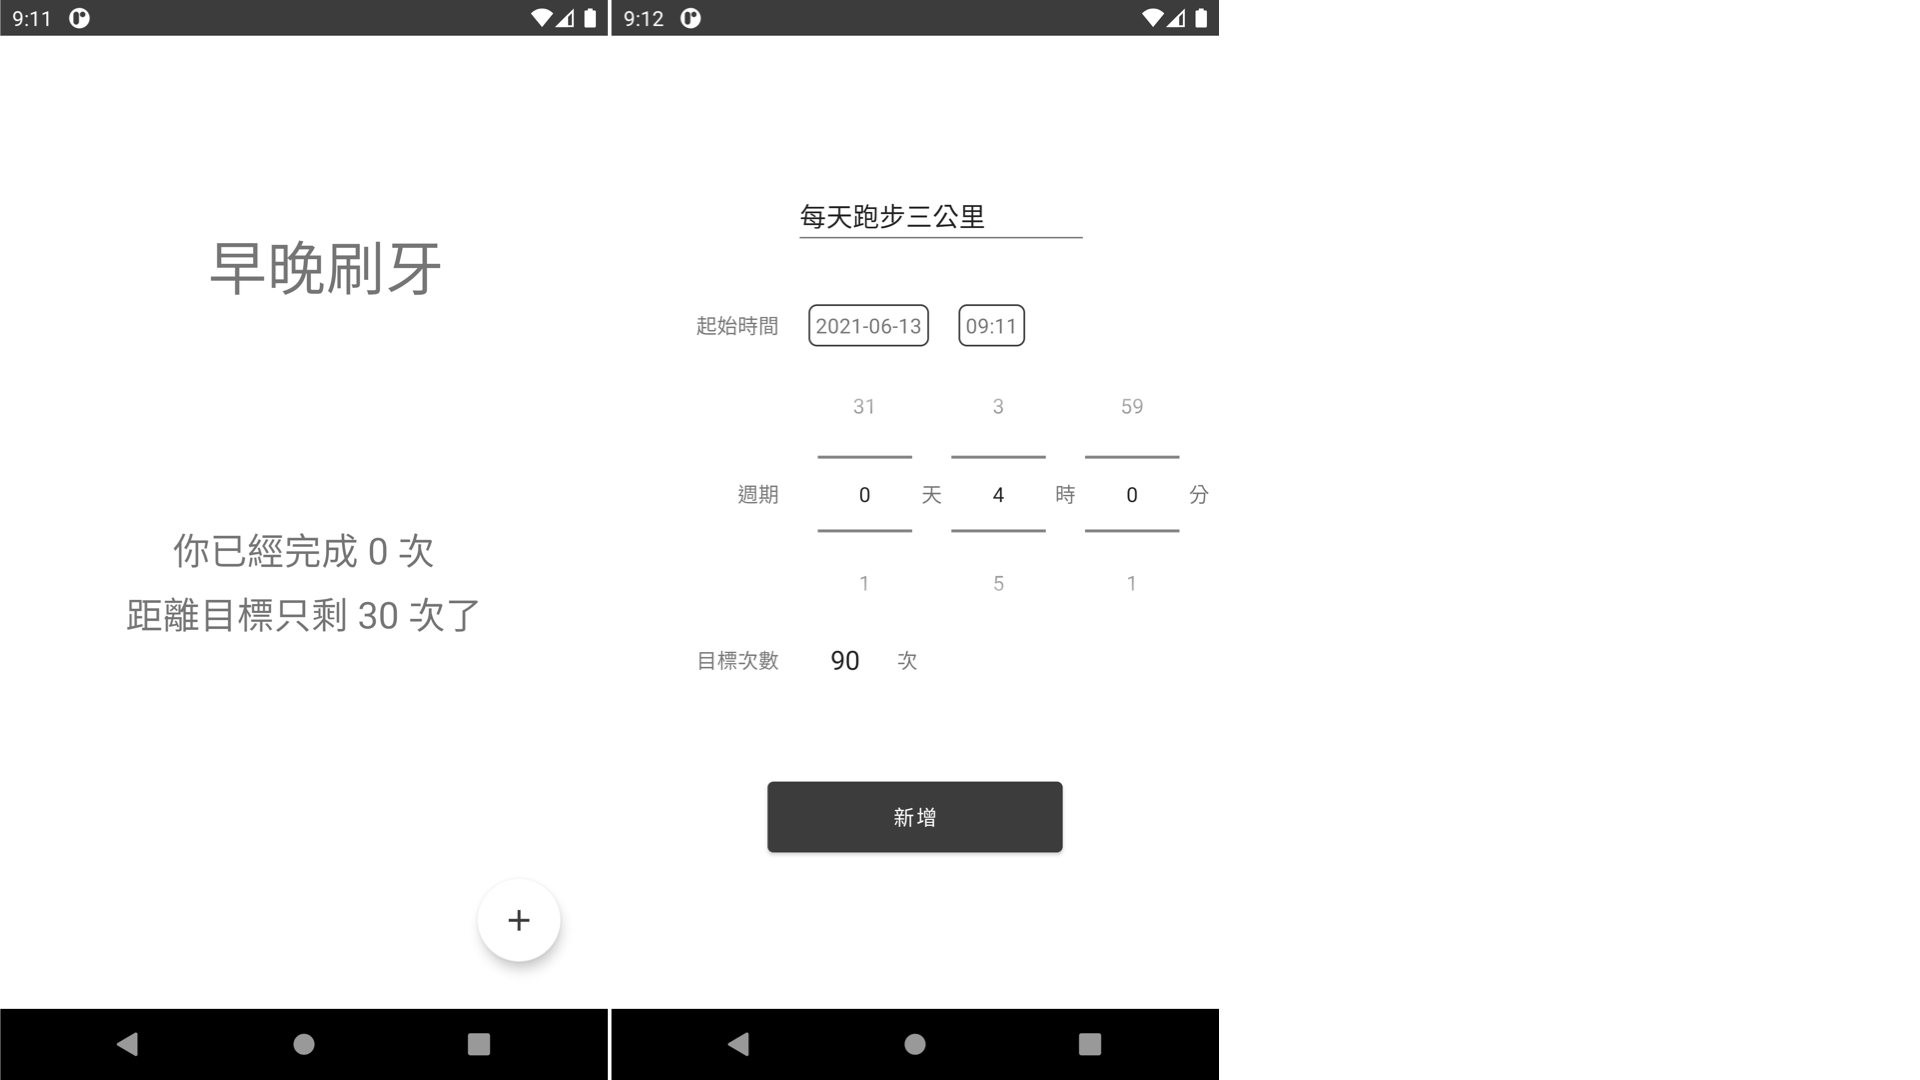 9:11
早晚刷牙
你已經完成 0 次
距離目標只剩 30 次了
+
9:12
每天跑步三公里
起始時間 2021-06-13 09:11
31 3 59
週期 0 天 4 時 0 分
1 5 1
目標次數 90 次
新增